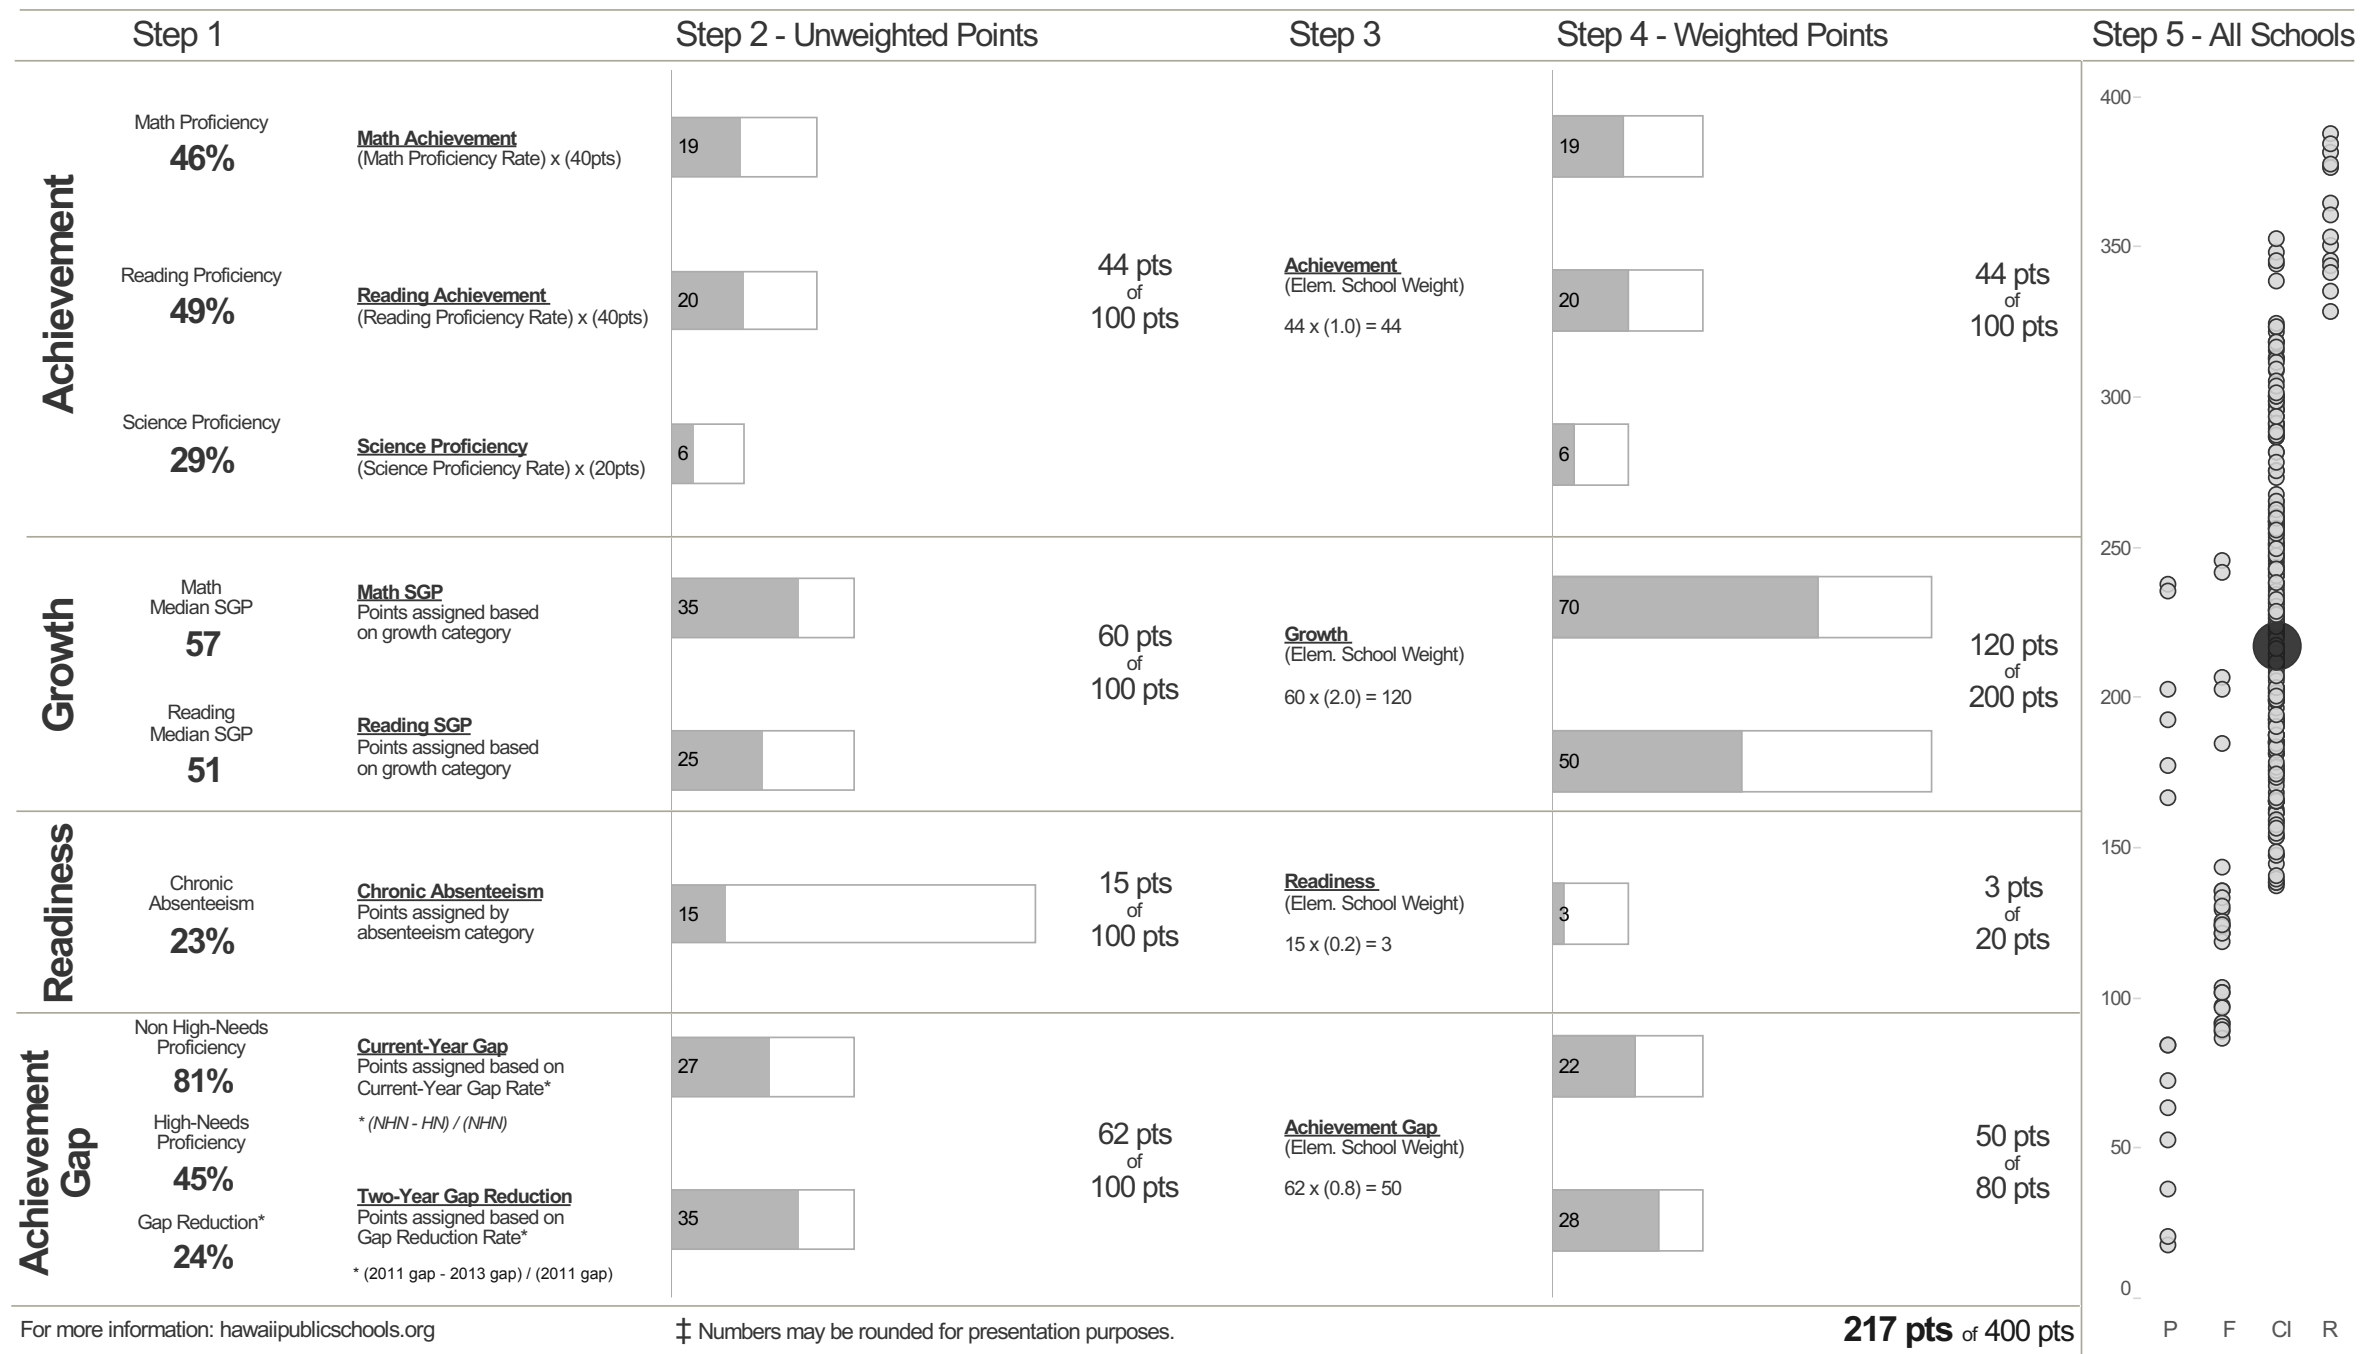 Step 1
Step 2 - Unweighted Points
Step 3
Step 4 - Weighted Points
Step 5 - All Schools
Achievement
Math Proficiency
46%
Math Achievement
(Math Proficiency Rate) x (40pts)
19
19
Reading Proficiency
49%
Reading Achievement
(Reading Proficiency Rate) x (40pts)
20
44 pts
of
100 pts
Achievement
(Elem. School Weight)
44 x (1.0) = 44
20
44 pts
of
100 pts
Science Proficiency
29%
Science Proficiency
(Science Proficiency Rate) x (20pts)
6
6
Growth
Math
Median SGP
57
Math SGP
Points assigned based
on growth category
35
60 pts
of
100 pts
Growth
(Elem. School Weight)
60 x (2.0) = 120
70
120 pts
of
200 pts
Reading
Median SGP
51
Reading SGP
Points assigned based
on growth category
25
50
Readiness
Chronic
Absenteeism
23%
Chronic Absenteeism
Points assigned by
absenteeism category
15
15 pts
of
100 pts
Readiness
(Elem. School Weight)
15 x (0.2) = 3
3
3 pts
of
20 pts
Achievement
Gap
Non High-Needs
Proficiency
81%
High-Needs
Proficiency
45%
Gap Reduction*
24%
Current-Year Gap
Points assigned based on
Current-Year Gap Rate*
* (NHN - HN) / (NHN)
27
Two-Year Gap Reduction
Points assigned based on
Gap Reduction Rate*
* (2011 gap - 2013 gap) / (2011 gap)
35
62 pts
of
100 pts
Achievement Gap
(Elem. School Weight)
62 x (0.8) = 50
22
28
50 pts
of
80 pts
400
350
300
250
200
150
100
50
0
P F CI R
For more information: hawaiipublicschools.org
‡ Numbers may be rounded for presentation purposes.
217 pts of 400 pts